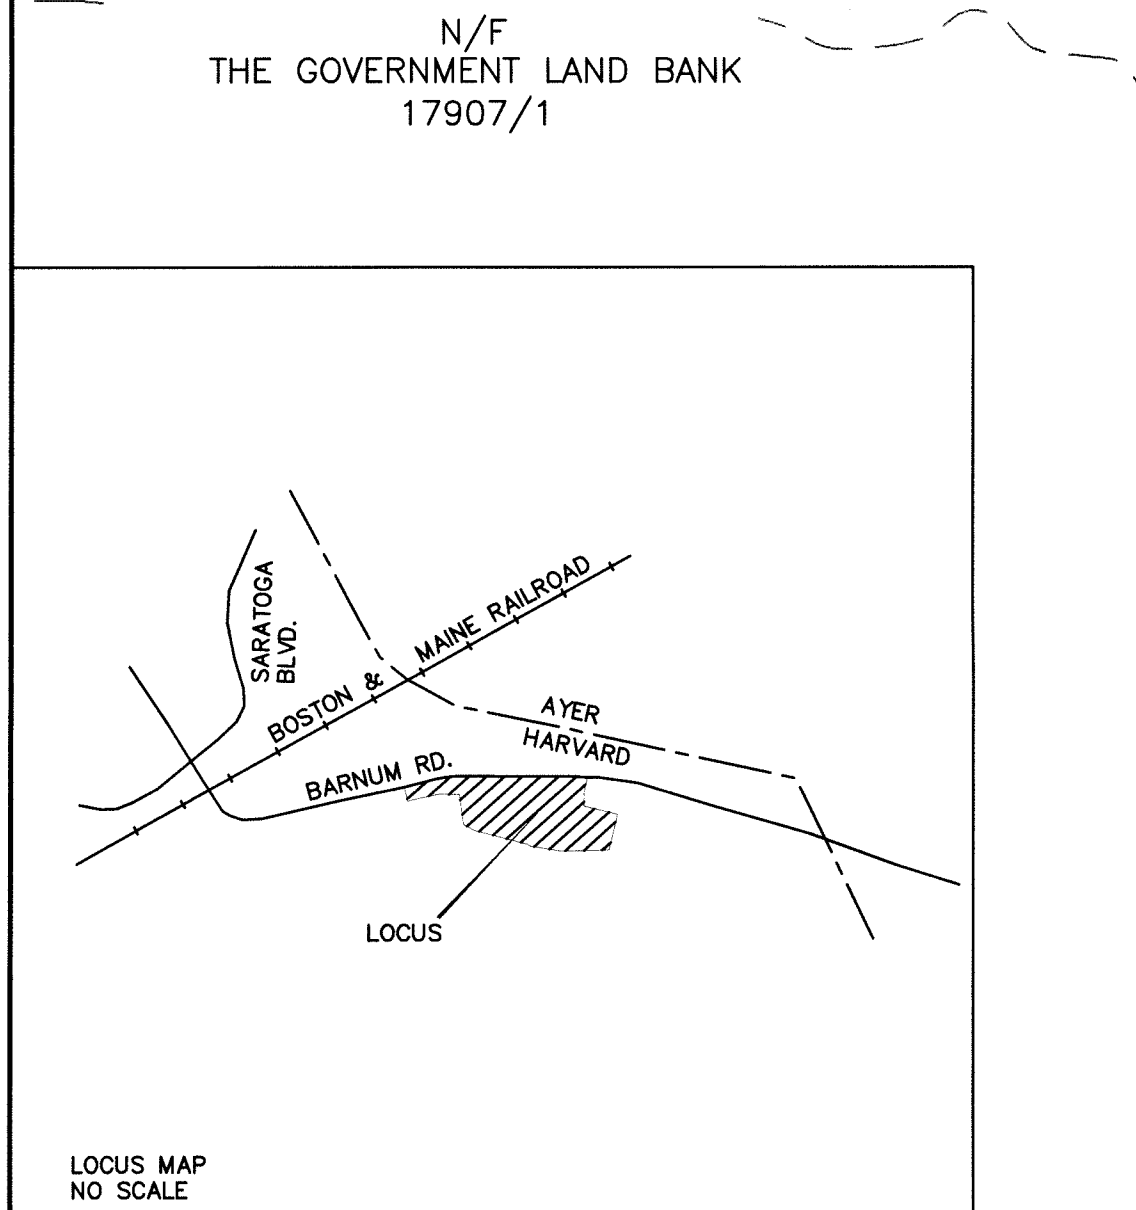 N/F
THE GOVERNMENT LAND BANK
17907/1
SARATOGA
BLVD.
BOSTON & MAINE RAILROAD
AYER
HARVARD
BARNUM RD.
LOCUS
LOCUS MAP
NO SCALE